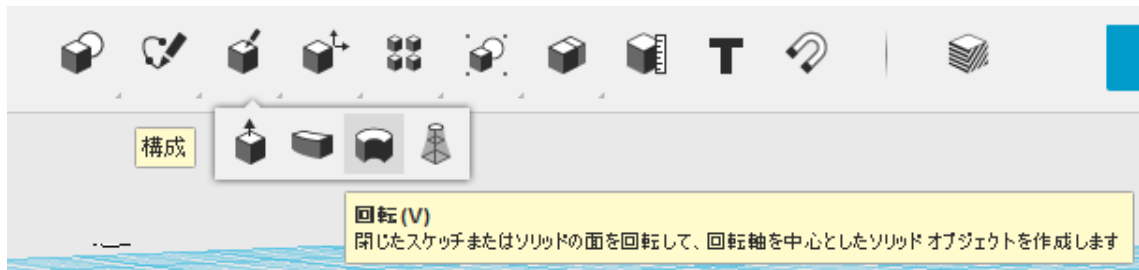 T
構成
回転(V)
閉じたスケッチまたはソリッドの面を回転して、回転軸を中心としたソリッド オブジェクトを作成します